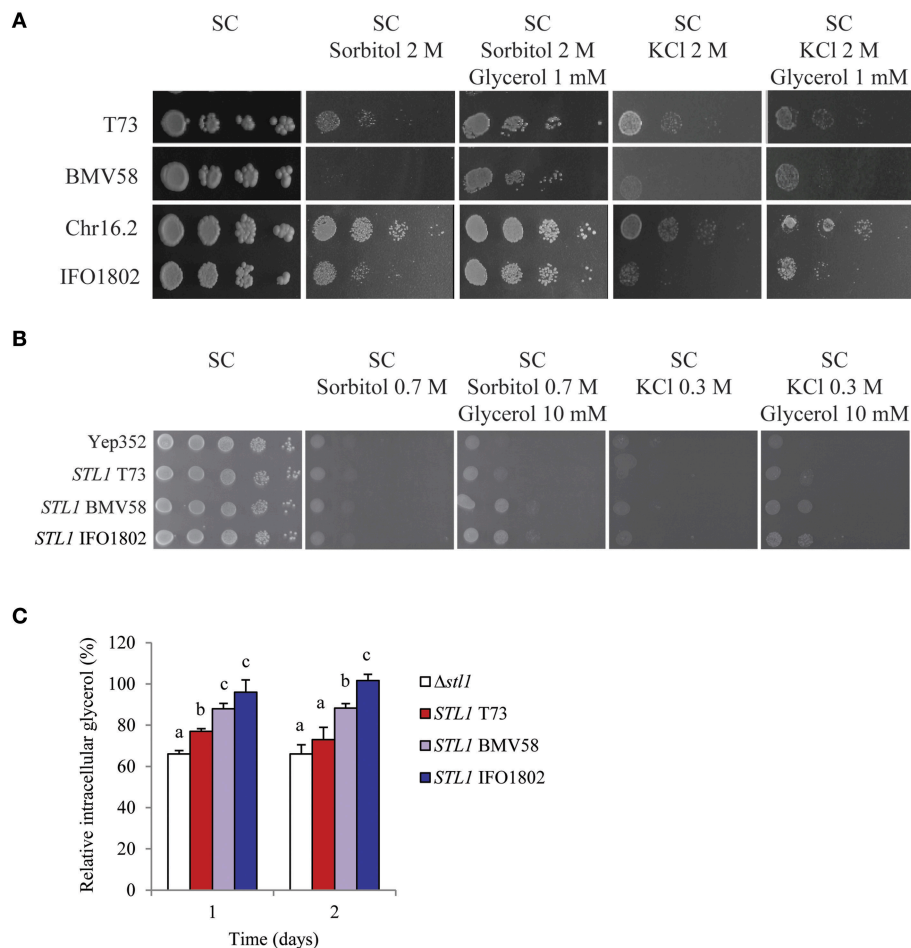 A
SC
SC
Sorbitol 2 M
SC
Sorbitol 2 M
Glycerol 1 mM
SC
KCl 2 M
SC
KCl 2 M
Glycerol 1 mM
T73
BMV58
Chr16.2
IFO1802
B
SC
SC
Sorbitol 0.7 M
SC
Sorbitol 0.7 M
Glycerol 10 mM
SC
KCl 0.3 M
SC
KCl 0.3 M
Glycerol 10 mM
Yep352
STL1 T73
STL1 BMV58
STL1 IFO1802
C
Relative intracellular glycerol (%)
120
100
80
60
40
20
0
a
b
c
c
a
a
b
c
1
2
Time (days)
Δstl1
STL1 T73
STL1 BMV58
STL1 IFO1802